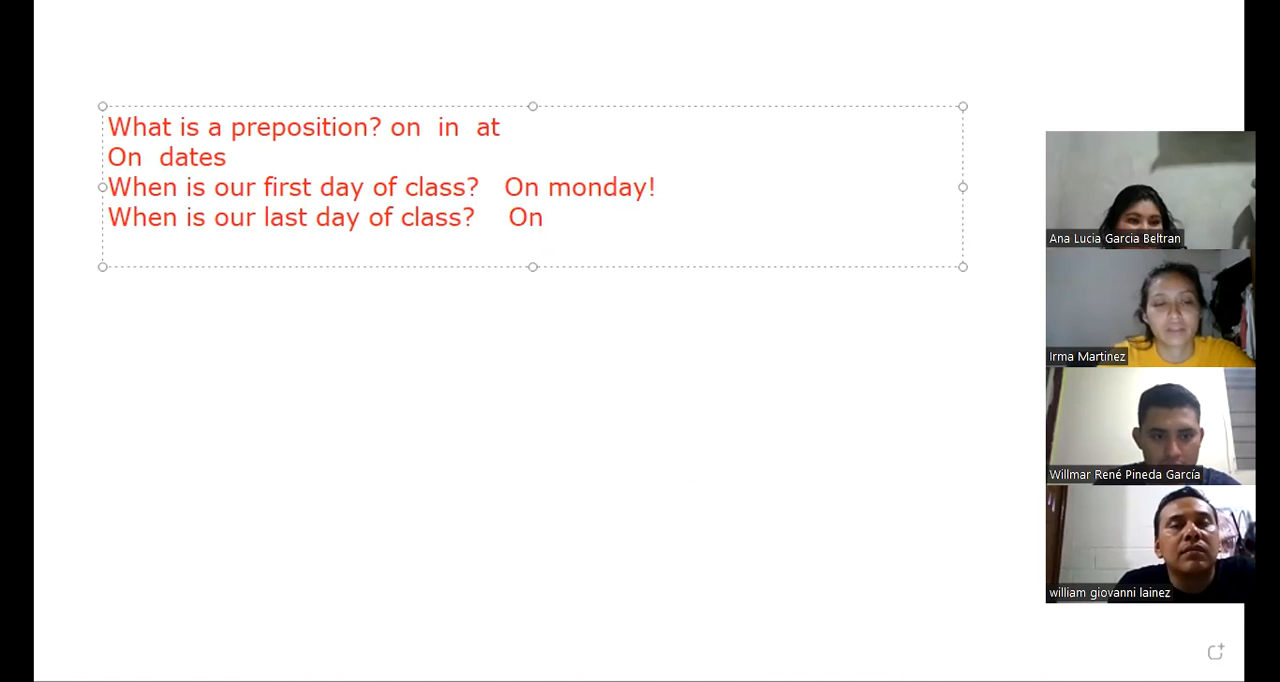 What is a preposition? on in at
On dates
When is our first day of class? On monday!
When is our last day of class? On
Ana Lucia Garcia Beltran
Irma Martinez
Willmar René Pineda García
william giovanni lainez